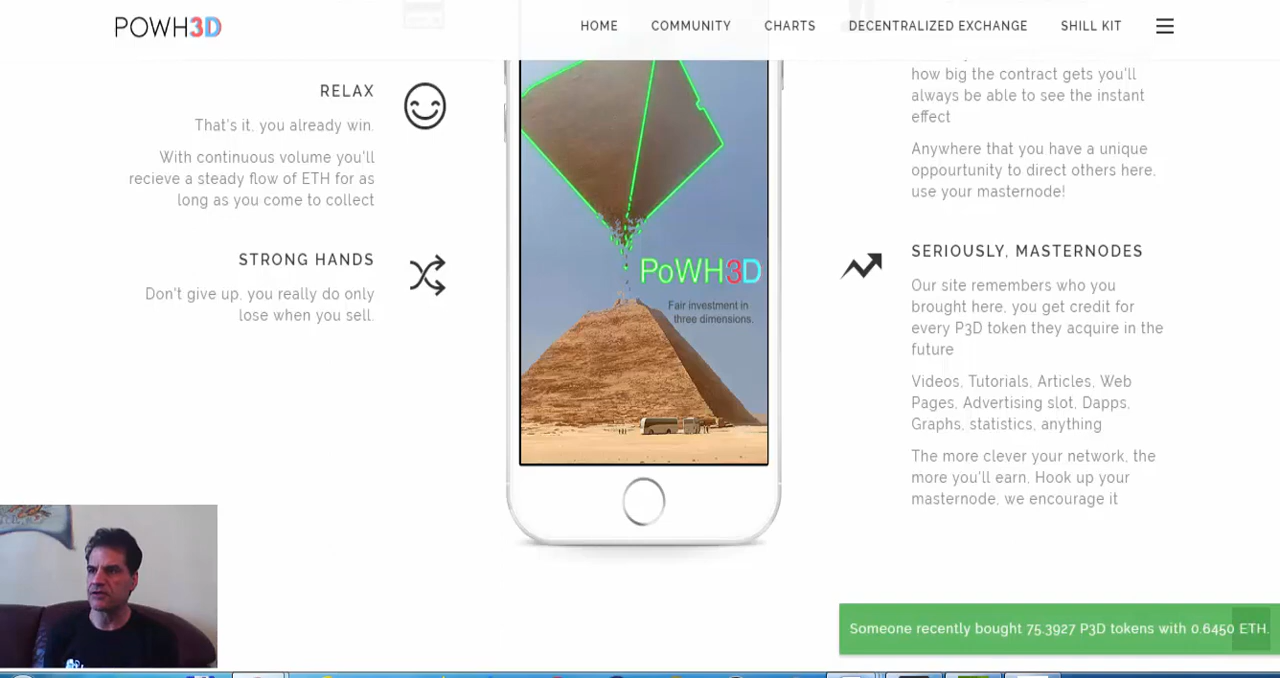 POWH3D
HOME
COMMUNITY
CHARTS
DECENTRALIZED EXCHANGE
SHILL KIT
RELAX
That's it, you already win.
With continuous volume you'll
recieve a steady flow of ETH for as
long as you come to collect
STRONG HANDS
Don't give up, you really do only
lose when you sell.
PoWH3D
Fair investment in
three dimensions.
how big the contract gets you'll
always be able to see the instant
effect
Anywhere that you have a unique
oppourtunity to direct others here,
use your masternode!
SERIOUSLY, MASTERNODES
Our site remembers who you
brought here, you get credit for
every P3D token they acquire in the
future
Videos, Tutorials, Articles, Web
Pages, Advertising slot, Dapps,
Graphs, statistics, anything
The more clever your network, the
more you'll earn, Hook up your
masternode, we encourage it
Someone recently bought 75.3927 P3D tokens with 0.6450 ETH.